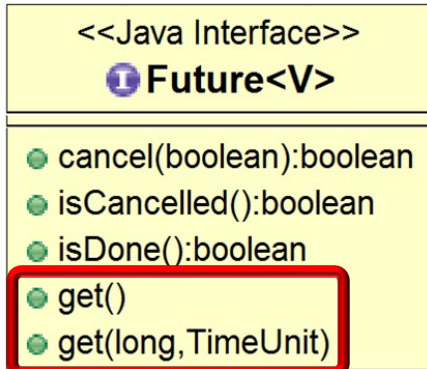 <<Java Interface>>
I Future<V>
cancel(boolean):boolean
isCancelled():boolean
isDone():boolean
get()
get(long,TimeUnit)